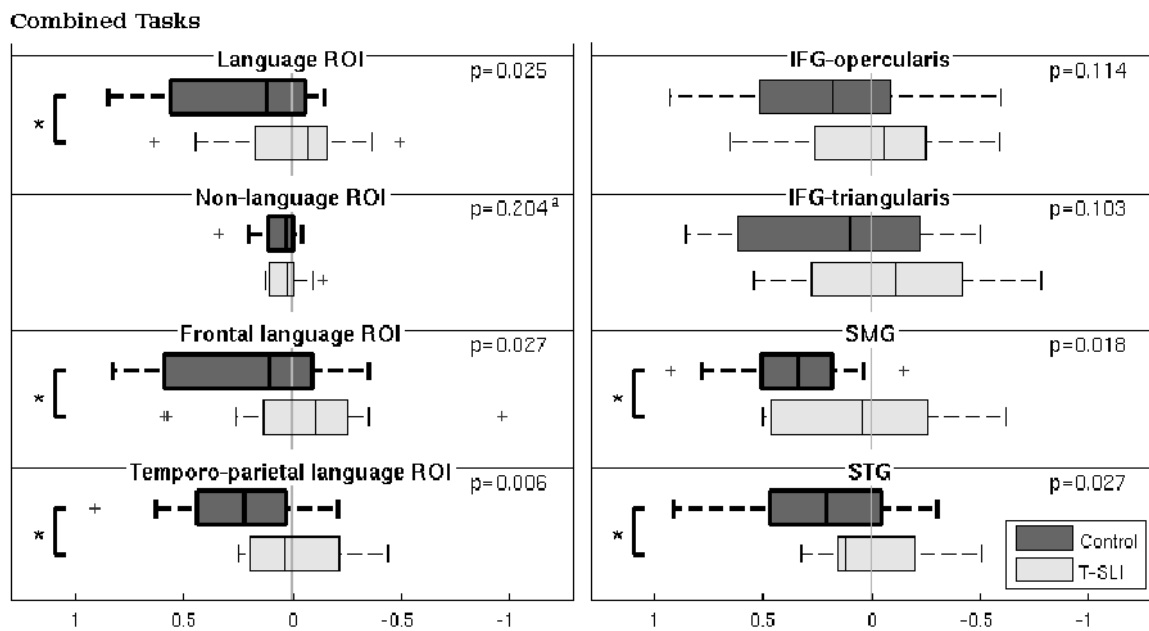 Combined Tasks
Language ROI
p=0.025
*
Non-language ROI
p=0.204a
Frontal language ROI
p=0.027
*
Temporo-parietal language ROI
p=0.006
*
1 0.5 0 -0.5 -1
IFG-opercularis
p=0.114
IFG-triangularis
p=0.103
SMG
p=0.018
*
STG
p=0.027
*
Control
T-SLI
1 0.5 0 -0.5 -1